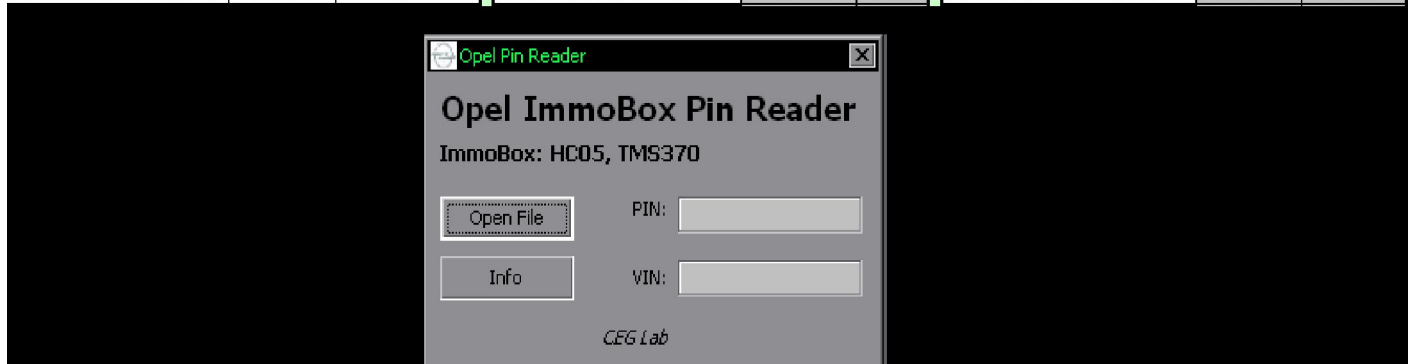 Opel Pin Reader
Opel ImmoBox Pin Reader
ImmoBox: HC05, TMS370
Open File PIN:
Info VIN:
CEG Lab